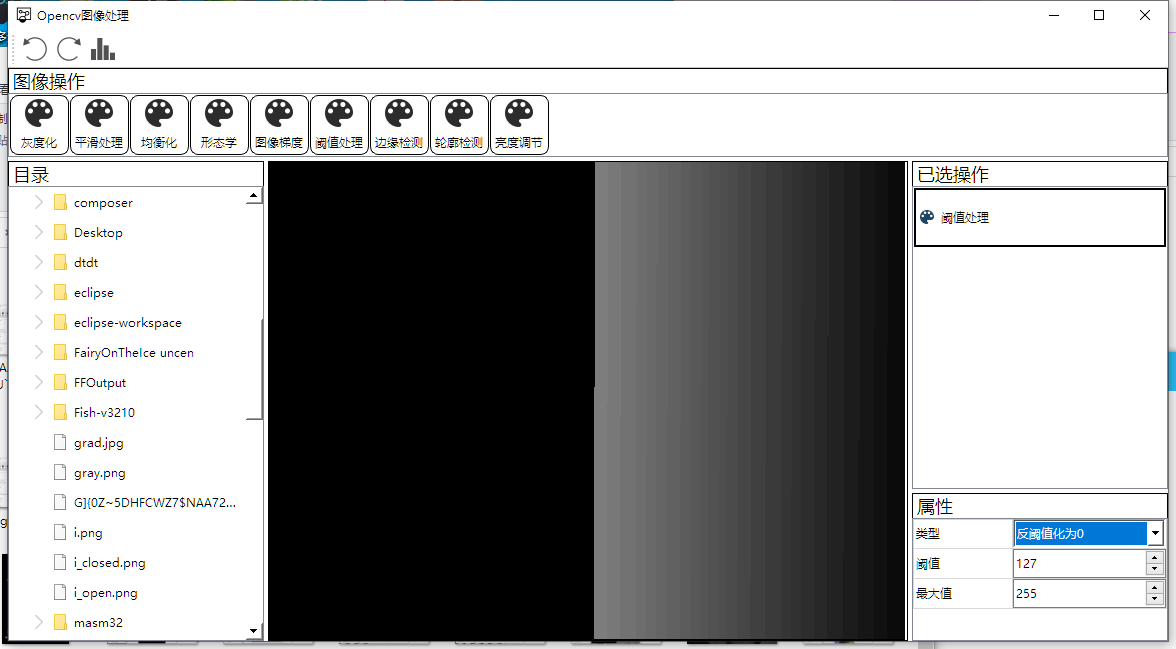 Opencv图像处理
图像操作
灰度化 平滑处理 均衡化 形态学 图像梯度 阈值处理 边缘检测 轮廓检测 亮度调节
目录
composer
Desktop
dtdt
eclipse
eclipse-workspace
FairyOnTheIce uncen
FFOutput
Fish-v3210
grad.jpg
gray.png
G]{0Z~5DHFCWZ7$NAA72...
i.png
i_closed.png
i_open.png
masm32
已选操作
阈值处理
属性
类型 反阈值化为0
阈值 127
最大值 255